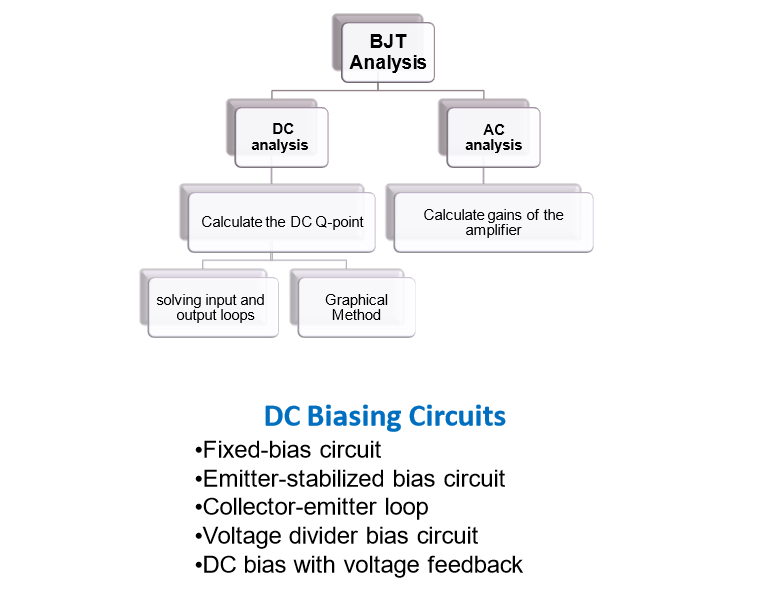 BJT
Analysis
DC
analysis
AC
analysis
Calculate the DC Q-point
Calculate gains of the
amplifier
solving input and
output loops
Graphical
Method
DC Biasing Circuits
•Fixed-bias circuit
•Emitter-stabilized bias circuit
•Collector-emitter loop
•Voltage divider bias circuit
•DC bias with voltage feedback